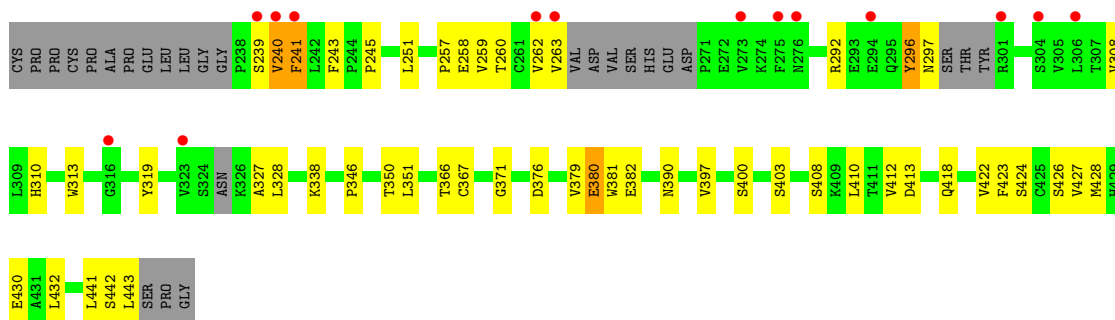 CYS PRO PRO CYS PRO ALA PRO GLU LEU LEU GLY GLY P238 S239 V240 F241 L242 F243 P244 P245 L251 P257 E258 V259 T260 C261 V262 V263 VAL ASP VAL SER HIS GLU ASP P271 E272 V273 K274 F275 N276 R292 E293 E294 Q295 Y296 N297 SER THR TYR R301 S304 V305 L306 T307 V308
L309 H310 W313 G316 Y319 V323 S324 ASN K326 A327 L328 K338 P346 T350 L351 T366 C367 G371 D376 V379 E380 W381 E382 N390 V397 S400 S403 S408 K409 L410 T411 V412 D413 Q418 V422 F423 S424 C425 S426 V427 M428 H429
E430 A431 L432 L441 S442 L443 SER PRO GLY